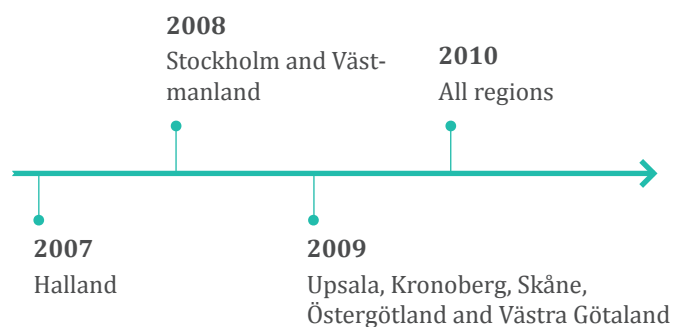 2008
Stockholm and Väst-
manland
2010
All regions
2007
Halland
2009
Upsala, Kronoberg, Skåne,
Östergötland and Västra Götaland